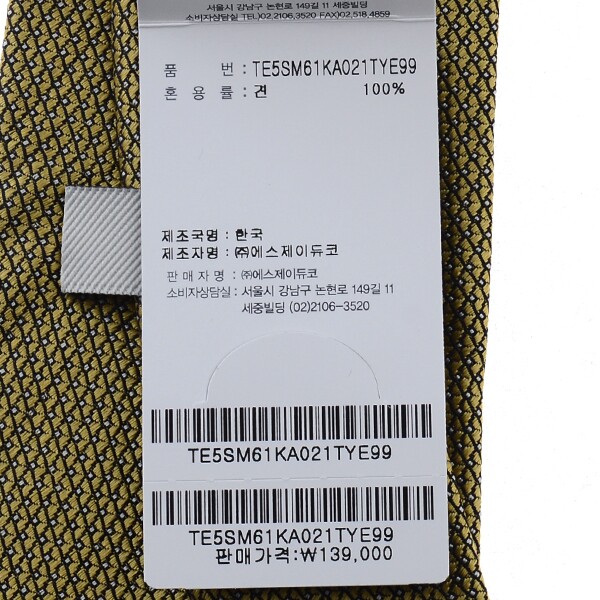 서울시 강남구 논현로 149길 11 세중빌딩
소비자상담실 TEL)02.2106.3520 FAX)02.518.4859
품 번 : TE5SM61KA021TYE99
혼 용 률 : 견 100%
제조국명 : 한국
제조자명 : ㈜에스제이듀코
판 매 자 명 : ㈜에스제이듀코
소비자상담실 : 서울시 강남구 논현로 149길 11
세중빌딩 (02)2106-3520
TE5SM61KA021TYE99
TE5SM61KA021TYE99
판매가격:₩139,000